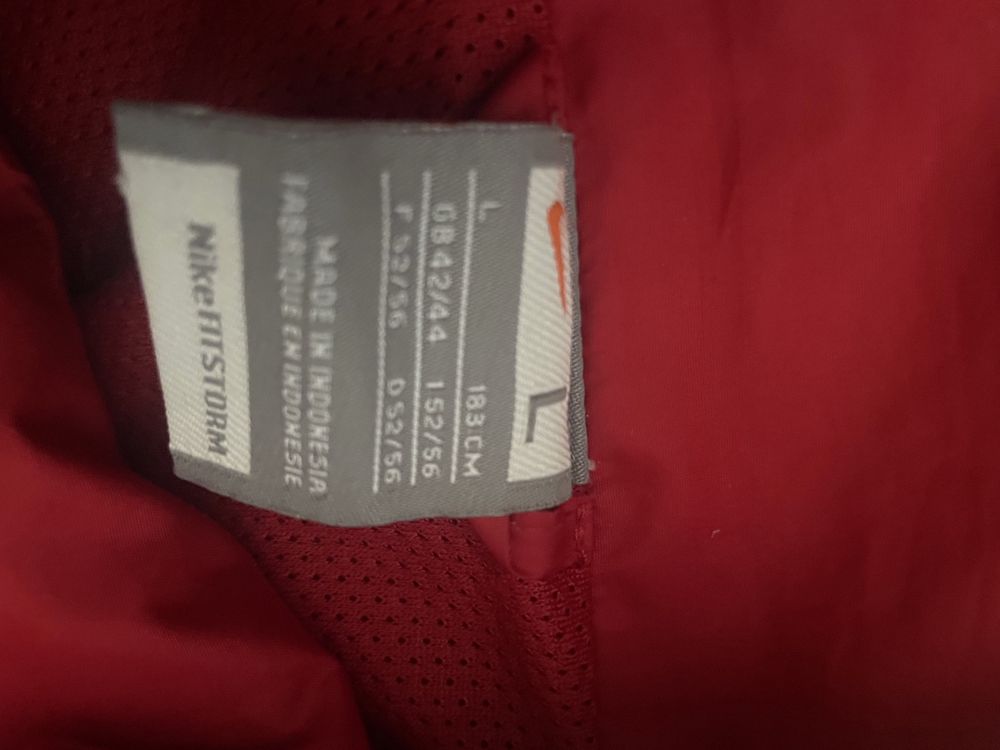 L
L 183 CM
GB 42/44 I 52/56
F 52/56 D 52/56
MADE IN INDONESIA
FABRIQUE EN INDONESIE
NIKEFITSTORM